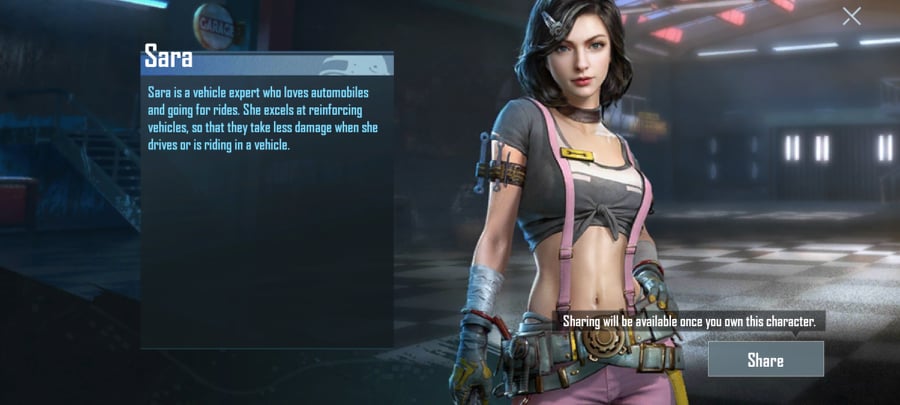 GARAGE
Sara
Sara is a vehicle expert who loves automobiles
and going for rides. She excels at reinforcing
vehicles, so that they take less damage when she
drives or is riding in a vehicle.
Sharing will be available once you own this character.
Share